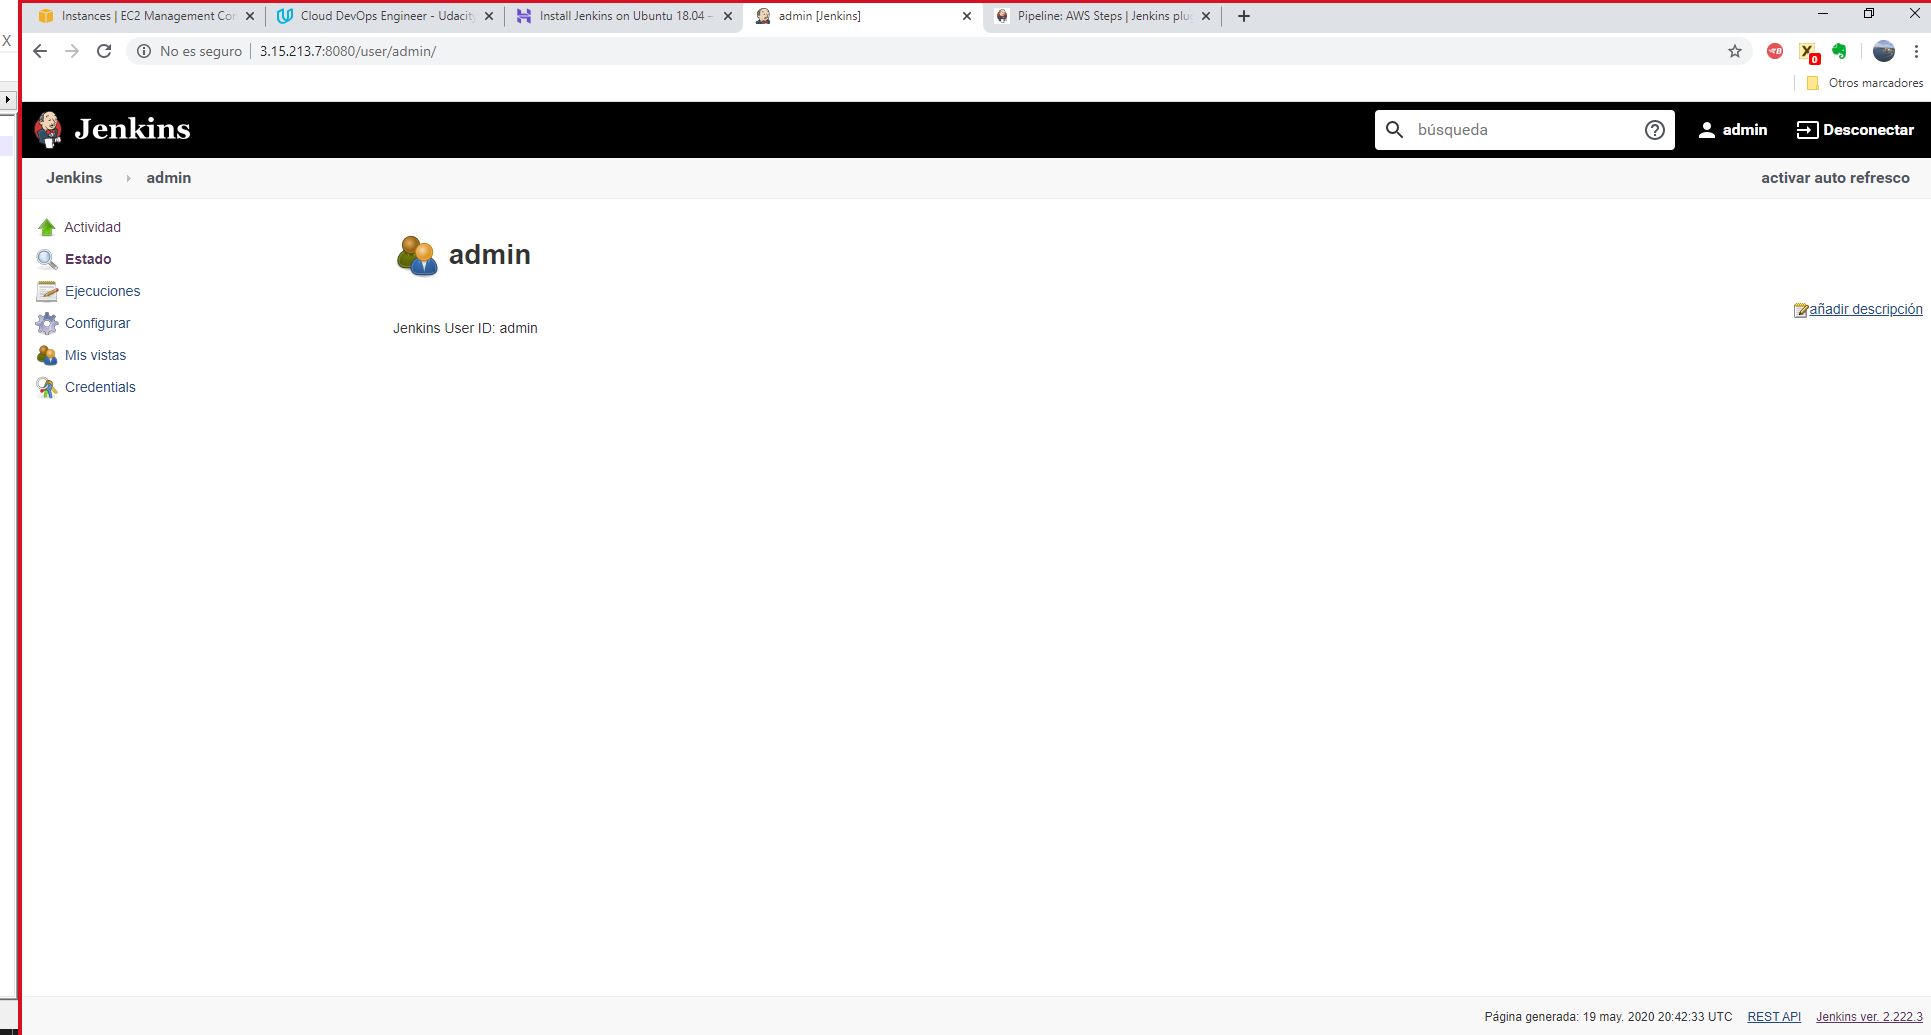 Instances | EC2 Management Cor
Cloud DevOps Engineer - Udacity
Install Jenkins on Ubuntu 18.04 –
admin [Jenkins]
Pipeline: AWS Steps | Jenkins plug
X
No es seguro
3.15.213.7:8080/user/admin/
0
Otros marcadores
Jenkins
búsqueda
admin
Desconectar
Jenkins
admin
activar auto refresco
Actividad
Estado
Ejecuciones
Configurar
Mis vistas
Credentials
admin
añadir descripción
Jenkins User ID: admin
Página generada: 19 may. 2020 20:42:33 UTC
REST API
Jenkins ver. 2.222.3